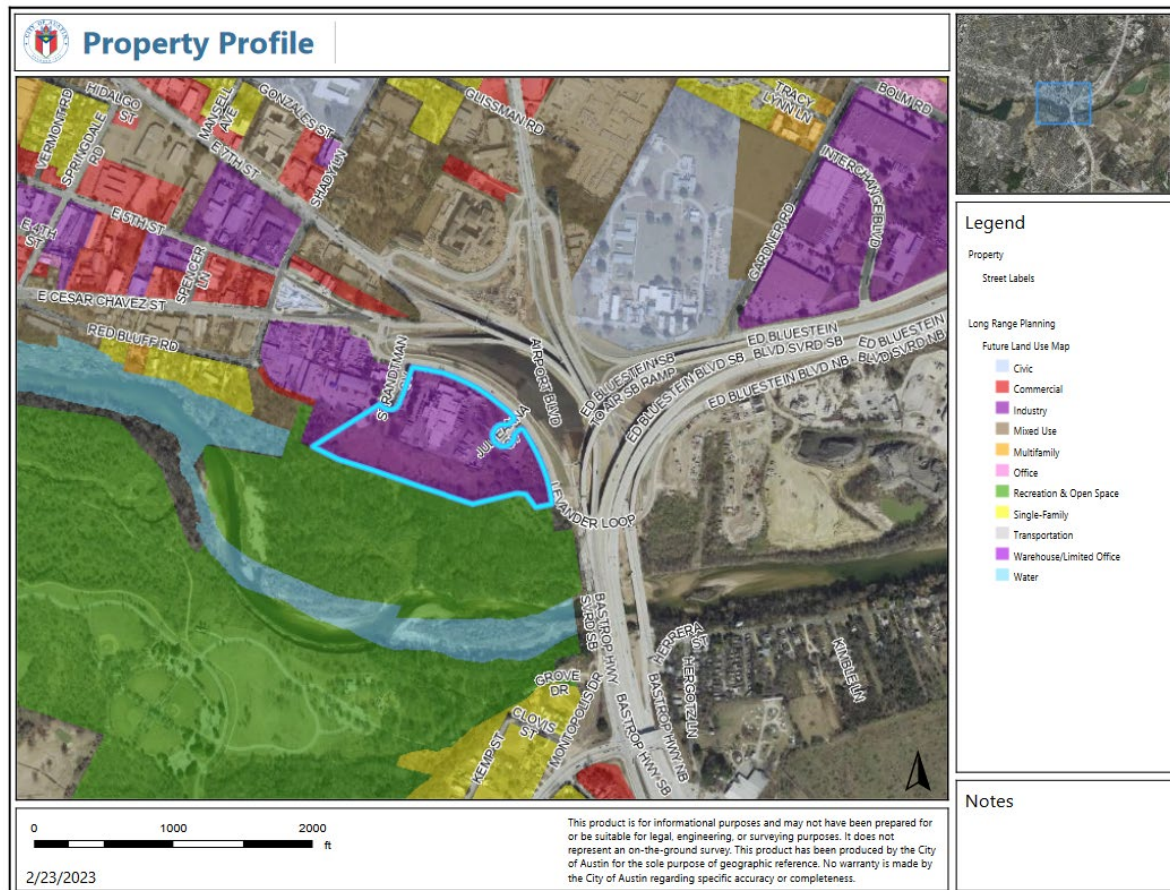 Property Profile
HIDALGO
ST
MANSELL
AVE
GONZALES ST
GLISSMAN RD
TRACY
LYNN LN
BOLM RD
VERMONT RD
SPRINGDALE
RD
E 7TH ST
SHADY LN
INTERCHANGE BLVD
E 5TH ST
E 4TH
ST
SPENCER
LN
GARDNER RD
E CESAR CHAVEZ ST
RED BLUFF RD
STRANDTMAN
AIRPORT BLVD
ED BLUESTEIN SB
TO AIR SB RAMP
ED BLUESTEIN
BLVD SVRD SB
ED BLUESTEIN BLVD SB
ED BLUESTEIN
BLVD SVRD NB
ED BLUESTEIN BLVD NB
LEVANDER LOOP
BASTROP HWY
SVRD SB
HERRERA ST
HERGOTZ LN
KIMBLE LN
GROVE
DR
CLOVIS
ST
KEMP ST
MONTOPOLIS DR
BASTROP HWY SB
BASTROP HWY NB
Legend
Property
Street Labels
Long Range Planning
Future Land Use Map
Civic
Commercial
Industry
Mixed Use
Multifamily
Office
Recreation & Open Space
Single-Family
Transportation
Warehouse/Limited Office
Water
Notes
0 1000 2000
ft
2/23/2023
This product is for informational purposes and may not have been prepared for
or be suitable for legal, engineering, or surveying purposes. It does not
represent an on-the-ground survey. This product has been produced by the City
of Austin for the sole purpose of geographic reference. No warranty is made by
the City of Austin regarding specific accuracy or completeness.